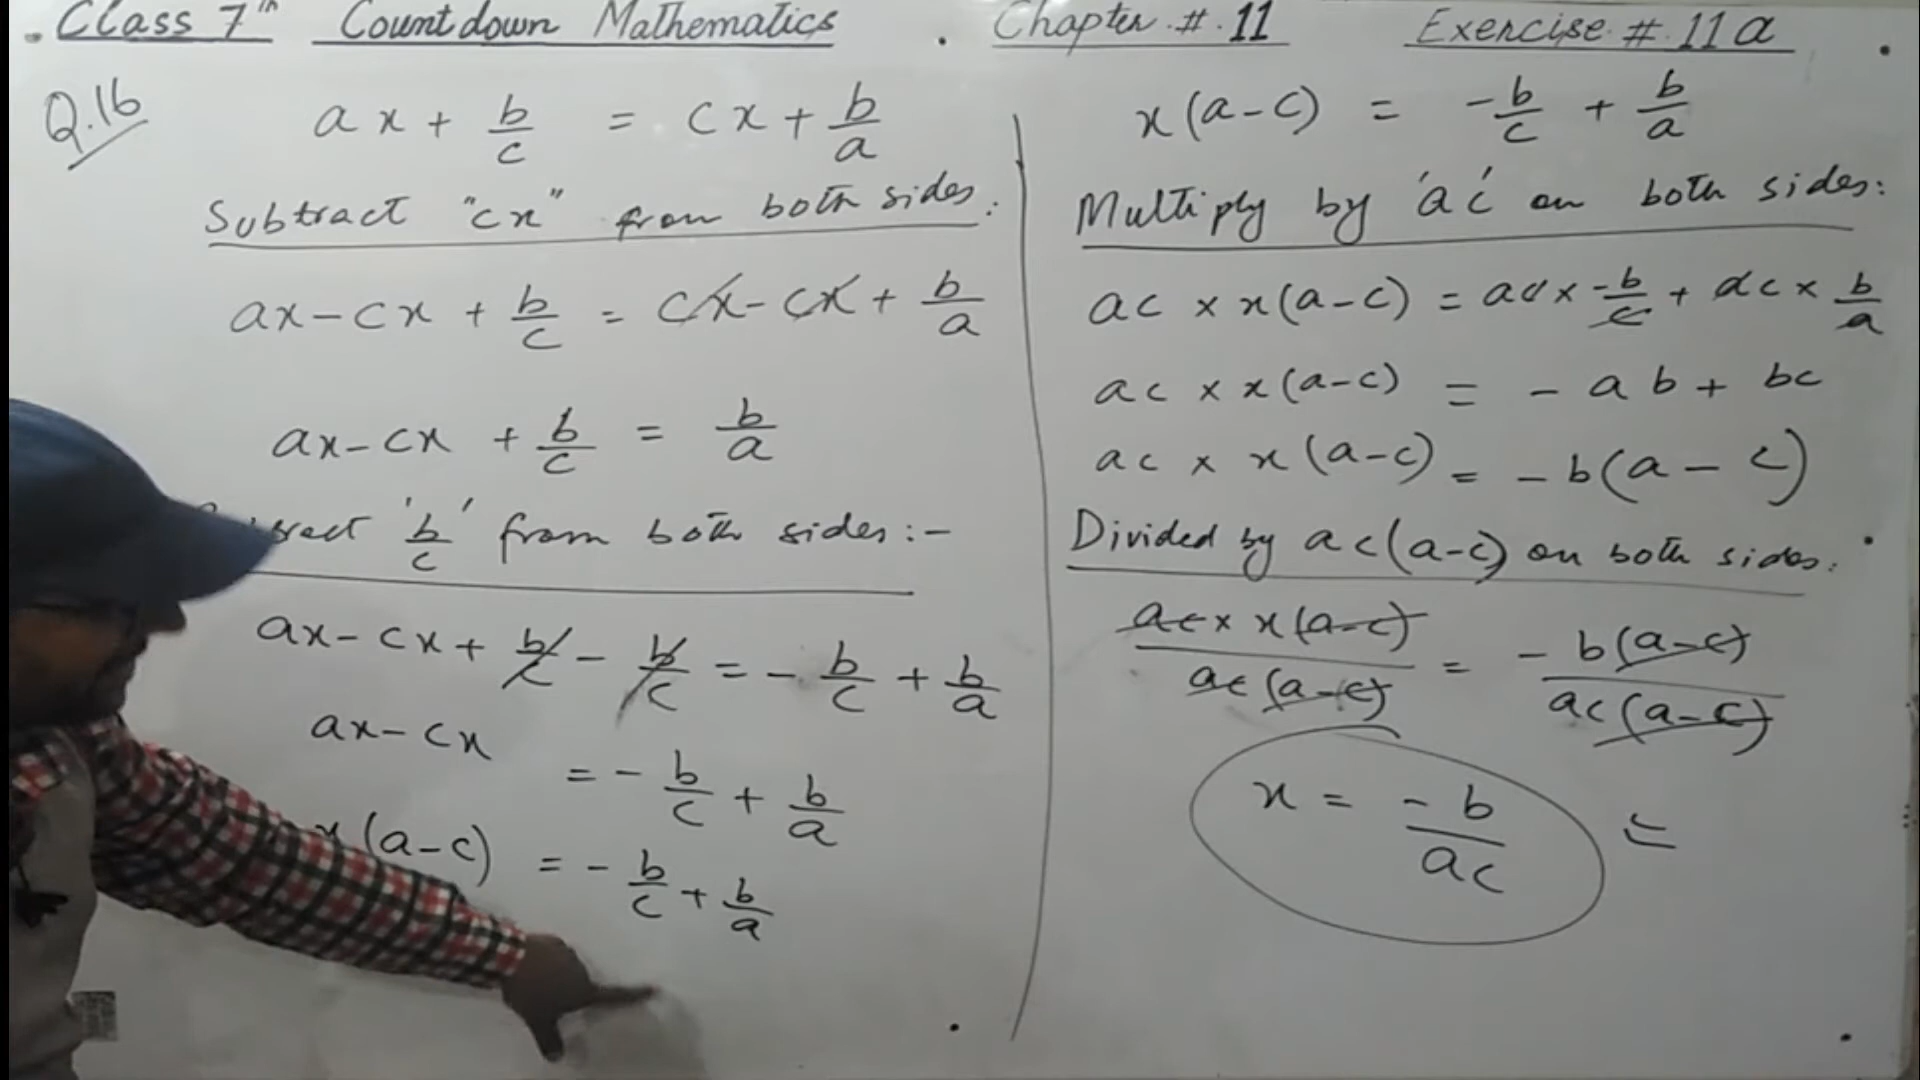 Class 7th Countdown Mathematics . Chapter # 11 Exercise # 11a
Q.16
ax + b/c = cx + b/a
Subtract "cx" from both sides:
ax - cx + b/c = cx - cx + b/a
ax - cx + b/c = b/a
'b/c' from both sides :-
ax - cx + b/c - b/c = - b/c + b/a
ax - cx = - b/c + b/a
x(a-c) = - b/c + b/a
x(a-c) = -b/c + b/a
Multiply by 'ac' on both sides:
ac × x(a-c) = ac × -b/c + ac × b/a
ac × x(a-c) = - ab + bc
ac × x(a-c) = - b(a - c)
Divided by ac(a-c) on both sides:
ac × x(a-c)/ac(a-c) = - b(a-c)/ac(a-c)
x = -b/ac =